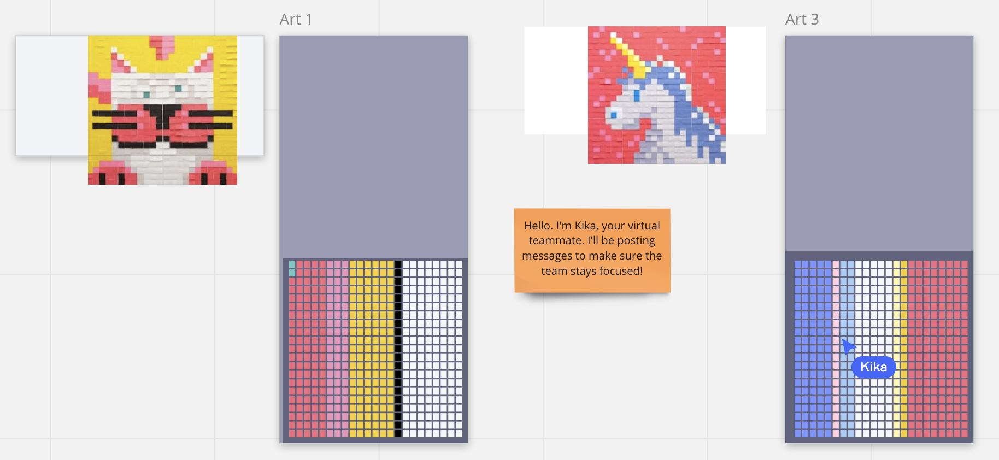 Art 1
Art 3
Hello. I'm Kika, your virtual
teammate. I'll be posting
messages to make sure the
team stays focused!
Kika